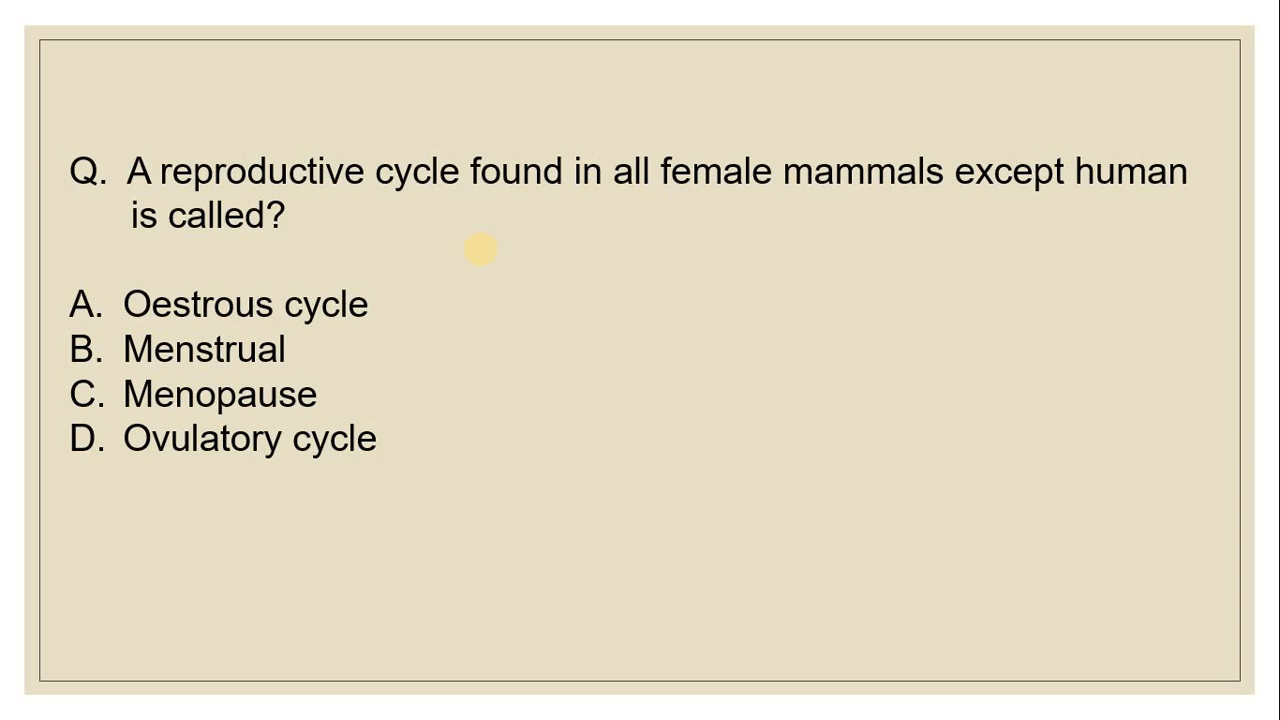 Q. A reproductive cycle found in all female mammals except human
is called?
A. Oestrous cycle
B. Menstrual
C. Menopause
D. Ovulatory cycle